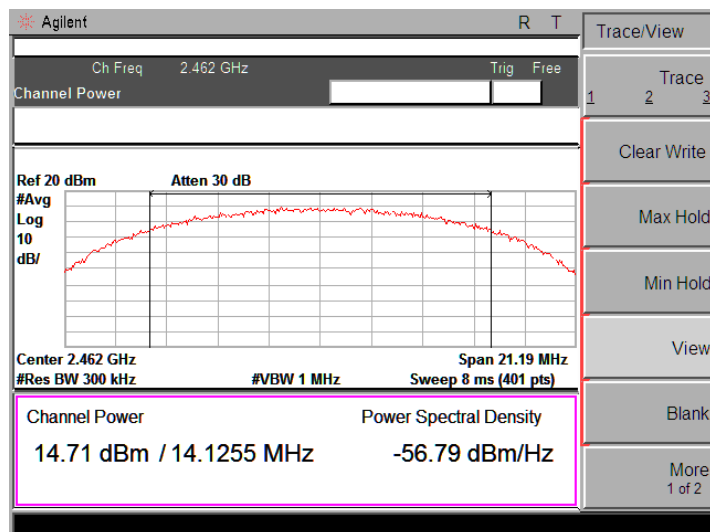 Agilent R T Trace/View
Ch Freq 2.462 GHz Trig Free
Channel Power
Trace
1 2 3
Clear Write
Ref 20 dBm Atten 30 dB
#Avg
Log
10
dB/
Max Hold
Min Hold
View
Center 2.462 GHz Span 21.19 MHz
#Res BW 300 kHz #VBW 1 MHz Sweep 8 ms (401 pts)
Channel Power Power Spectral Density
14.71 dBm / 14.1255 MHz -56.79 dBm/Hz
Blank
More
1 of 2